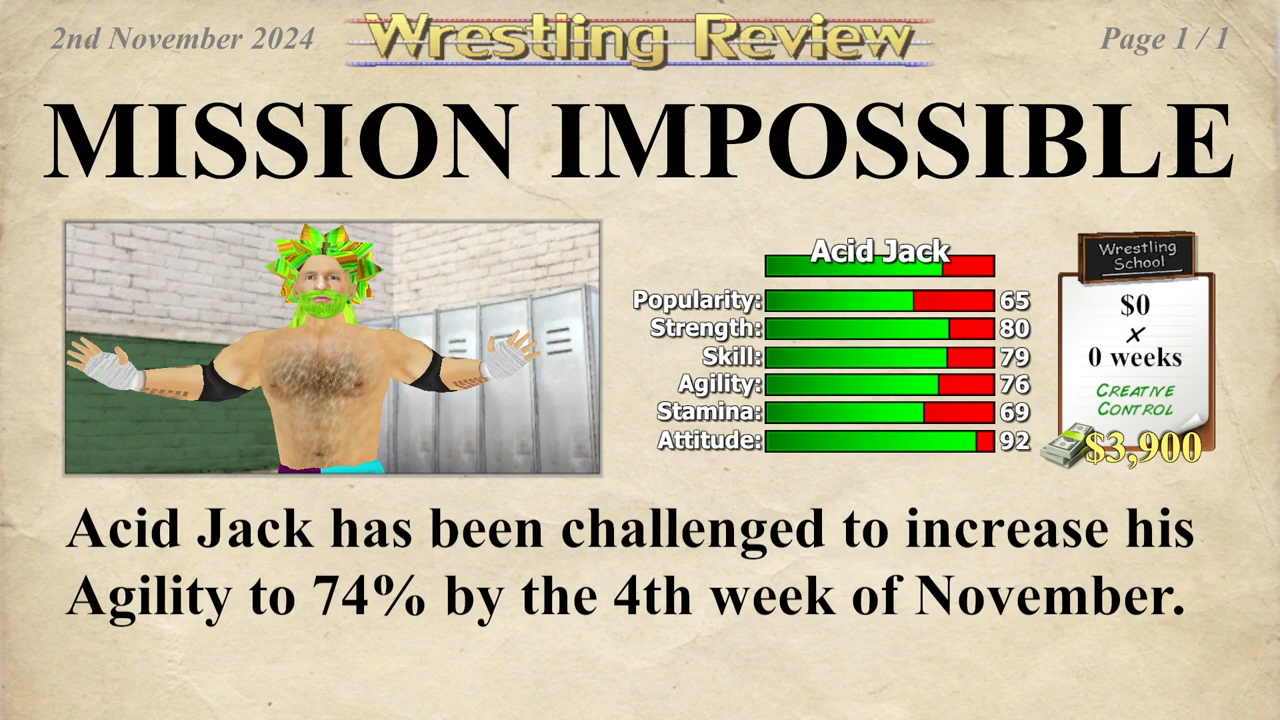 2nd November 2024
Wrestling Review
Page 1 / 1
MISSION IMPOSSIBLE
Acid Jack
Popularity: 65
Strength: 80
Skill: 79
Agility: 76
Stamina: 69
Attitude: 92
Wrestling
School
$0
x
0 weeks
CREATIVE
CONTROL
$3,900
Acid Jack has been challenged to increase his
Agility to 74% by the 4th week of November.